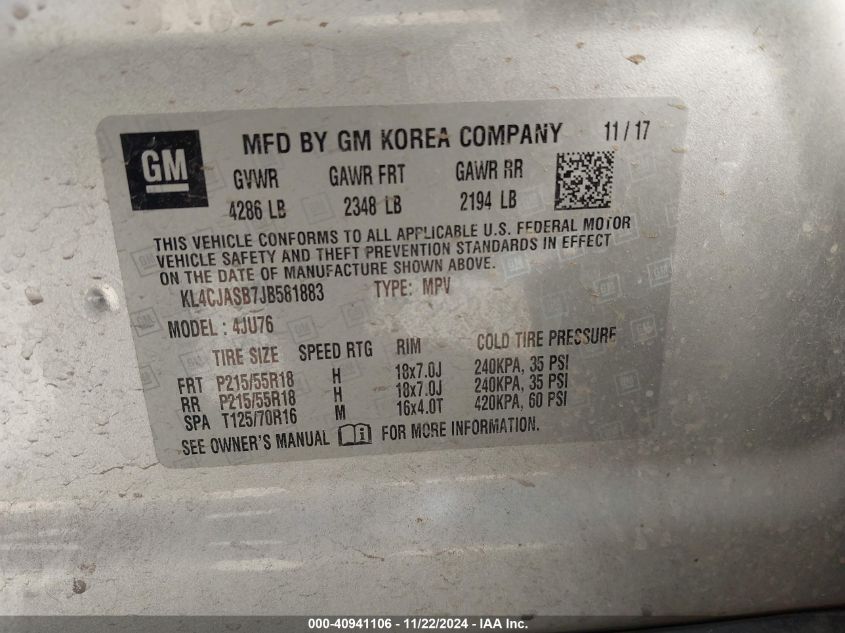 GM
MFD BY GM KOREA COMPANY 11/17
GVWR GAWR FRT GAWR RR
4286 LB 2348 LB 2194 LB
THIS VEHICLE CONFORMS TO ALL APPLICABLE U.S. FEDERAL MOTOR
VEHICLE SAFETY AND THEFT PREVENTION STANDARDS IN EFFECT
ON THE DATE OF MANUFACTURE SHOWN ABOVE.
KL4CJASB7JB581883 TYPE: MPV
MODEL : 4JU76
TIRE SIZE SPEED RTG RIM COLD TIRE PRESSURE
FRT P215/55R18 H 18x7.0J 240KPA, 35 PSI
RR P215/55R18 H 18x7.0J 240KPA, 35 PSI
SPA T125/70R16 M 16x4.0T 420KPA, 60 PSI
SEE OWNER'S MANUAL FOR MORE INFORMATION.
000-40941106 - 11/22/2024 - IAA Inc.